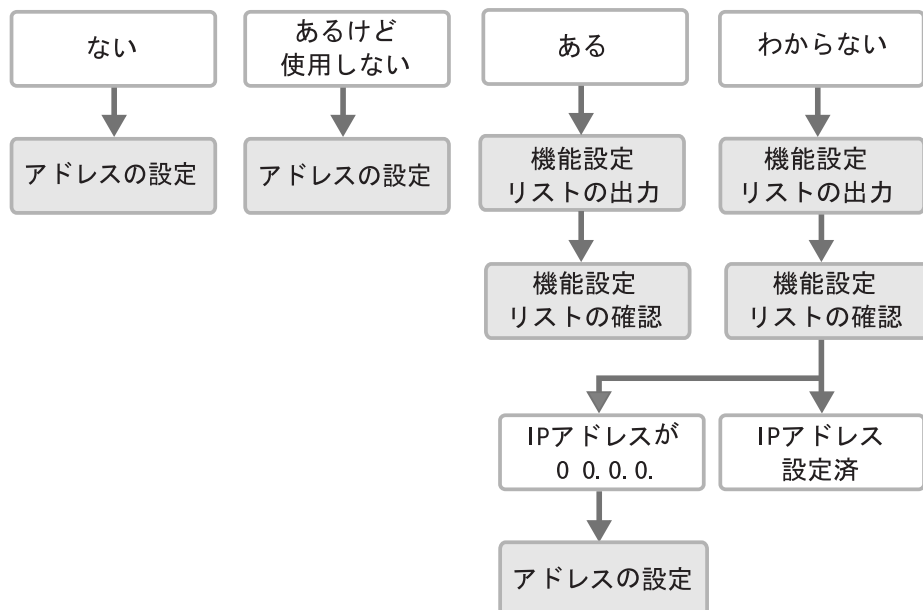 ない
あるけど
使用しない
ある
わからない
アドレスの設定
アドレスの設定
機能設定
リストの出力
機能設定
リストの出力
機能設定
リストの確認
機能設定
リストの確認
IPアドレスが
0 0.0.0.
IPアドレス
設定済
アドレスの設定